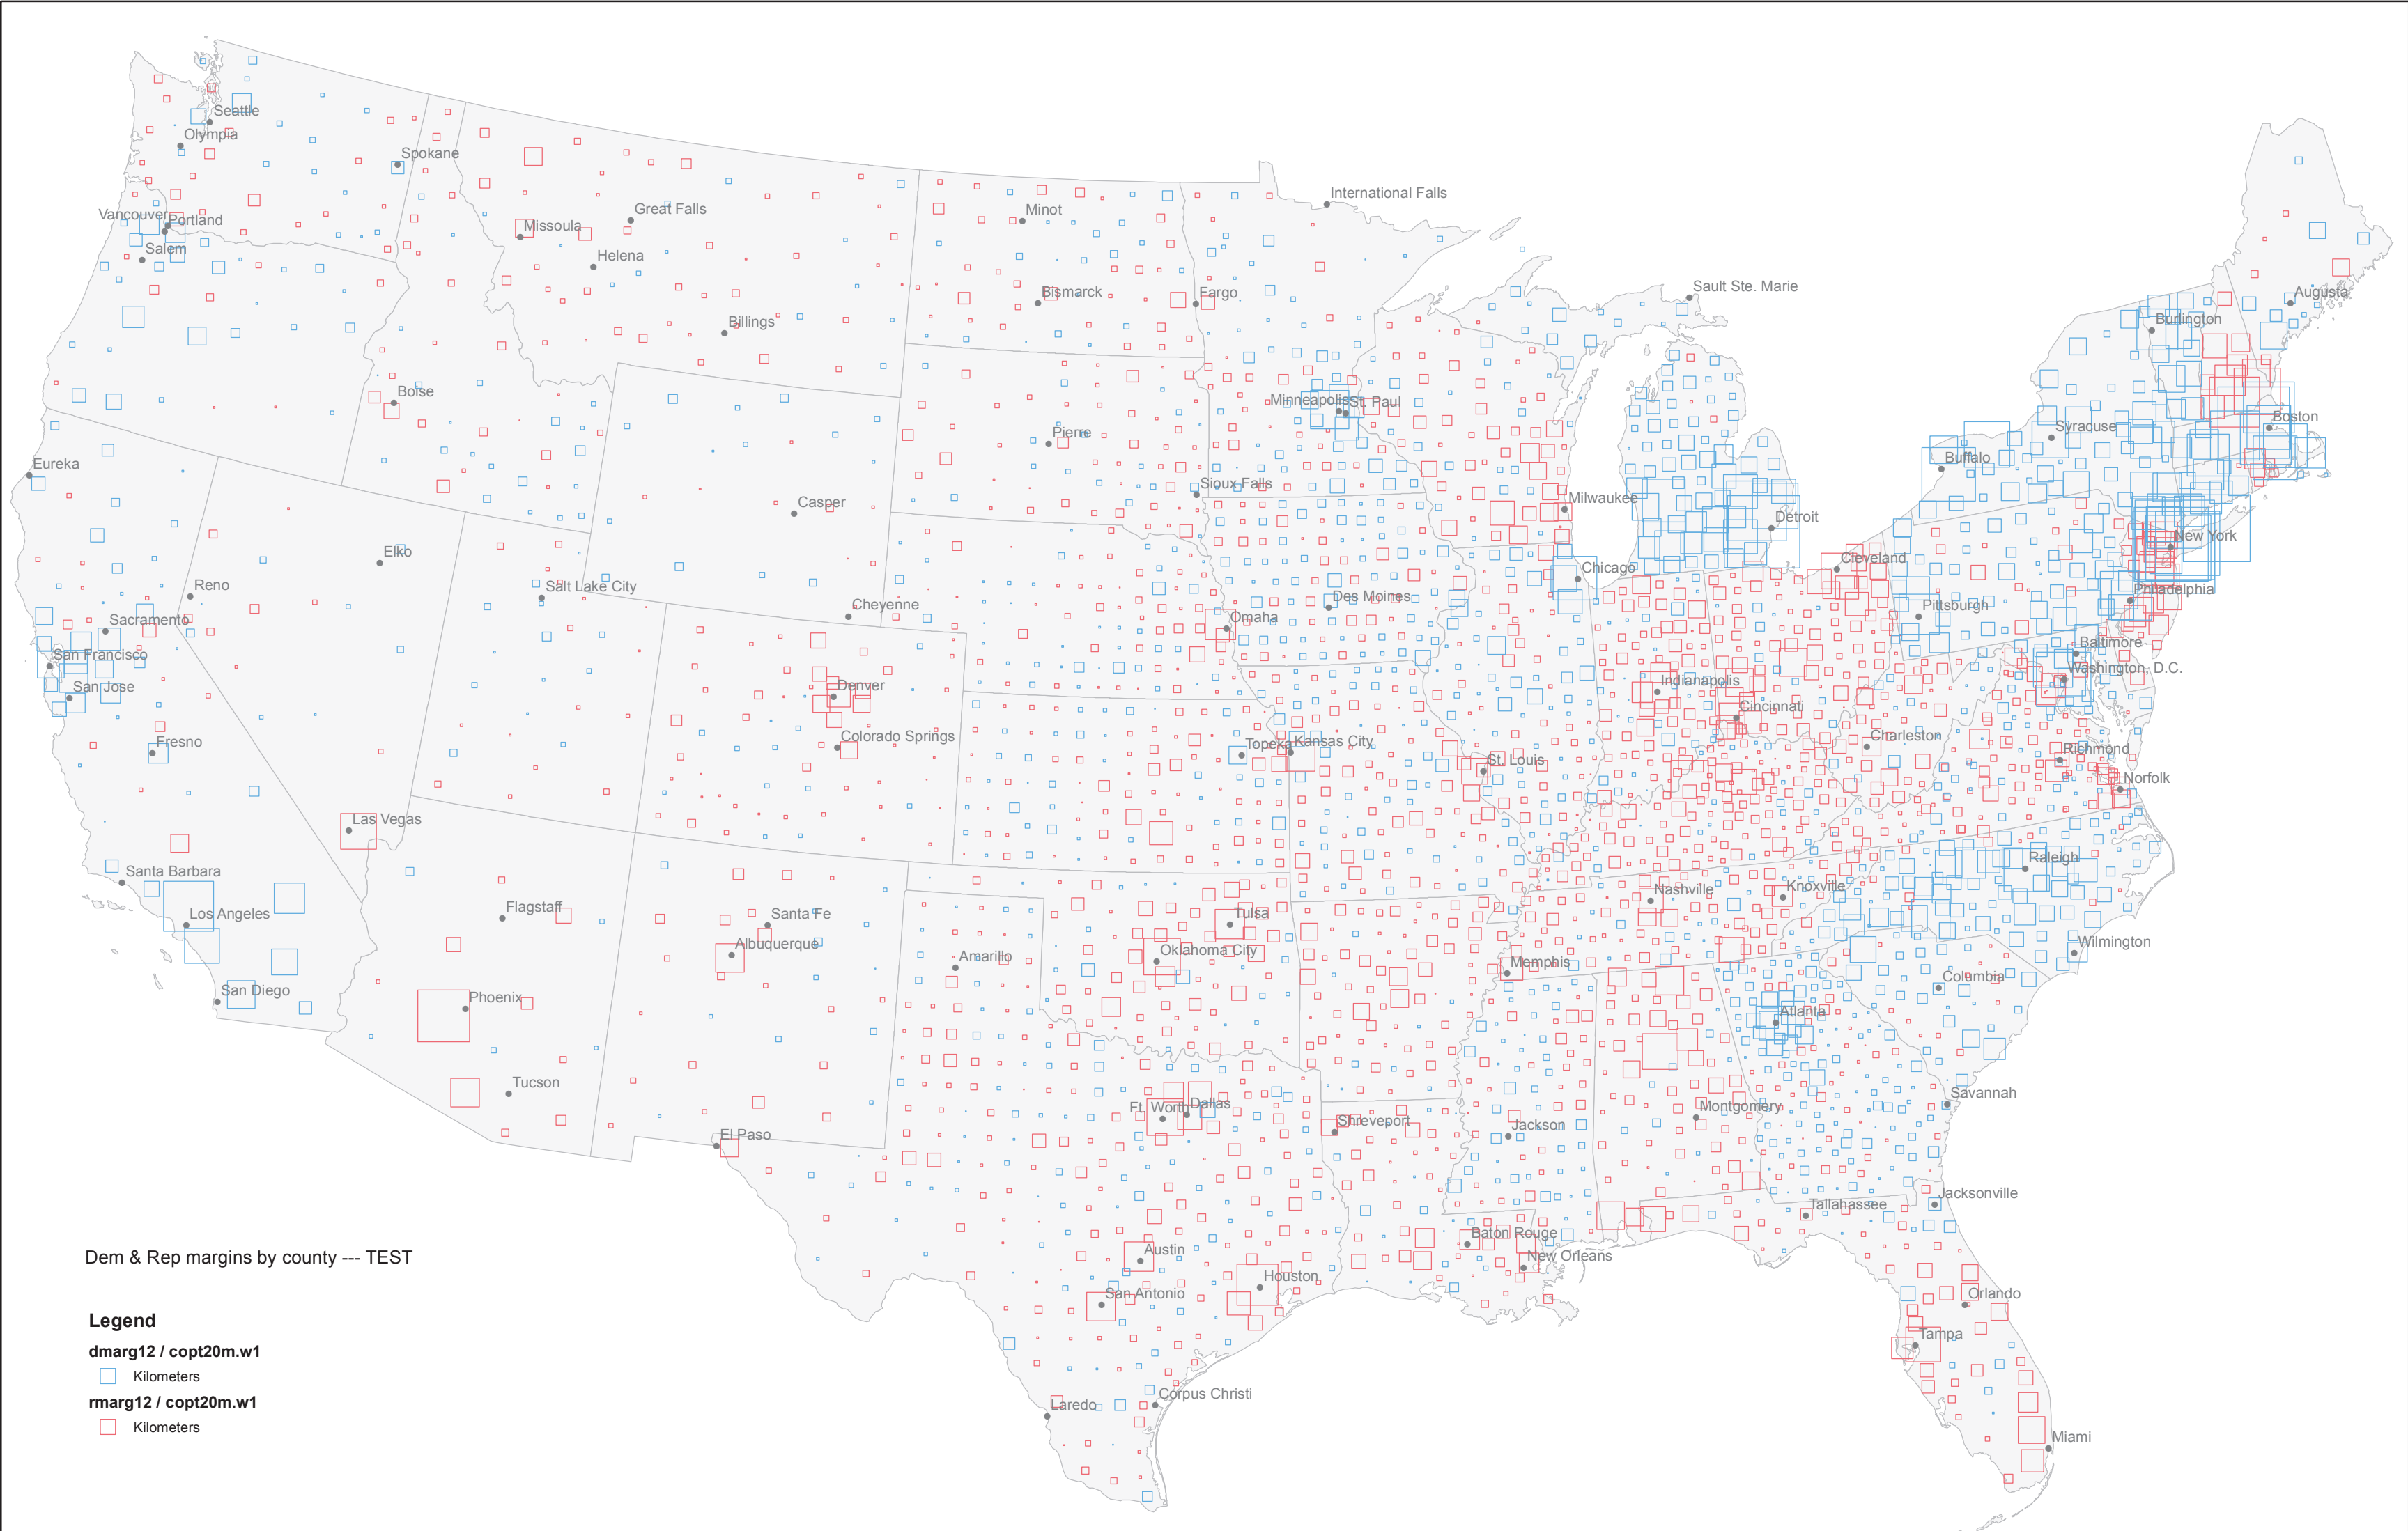 Seattle
Olympia
Spokane
Vancouver
Portland
Salem
Missoula
Great Falls
Helena
Billings
Minot
Bismarck
Fargo
International Falls
Sault Ste. Marie
Augusta
Burlington
Boise
Pierre
Minneapolis
St. Paul
Syracuse
Boston
Buffalo
Eureka
Casper
Sioux Falls
Milwaukee
Detroit
New York
Elko
Reno
Salt Lake City
Cheyenne
Omaha
Des Moines
Chicago
Cleveland
Pittsburgh
Philadelphia
Sacramento
San Francisco
San Jose
Denver
Colorado Springs
Topeka
Kansas City
St. Louis
Indianapolis
Cincinnati
Charleston
Baltimore
Washington, D.C.
Richmond
Norfolk
Fresno
Las Vegas
Santa Barbara
Los Angeles
San Diego
Flagstaff
Phoenix
Tucson
Santa Fe
Albuquerque
Amarillo
El Paso
Tulsa
Oklahoma City
Nashville
Knoxville
Memphis
Raleigh
Wilmington
Columbia
Atlanta
Ft. Worth
Dallas
Shreveport
Jackson
Montgomery
Savannah
Tallahassee
Jacksonville
Austin
San Antonio
Houston
Baton Rouge
New Orleans
Orlando
Tampa
Laredo
Corpus Christi
Miami
Dem & Rep margins by county --- TEST
Legend
dmarg12 / copt20m.w1
Kilometers
rmarg12 / copt20m.w1
Kilometers